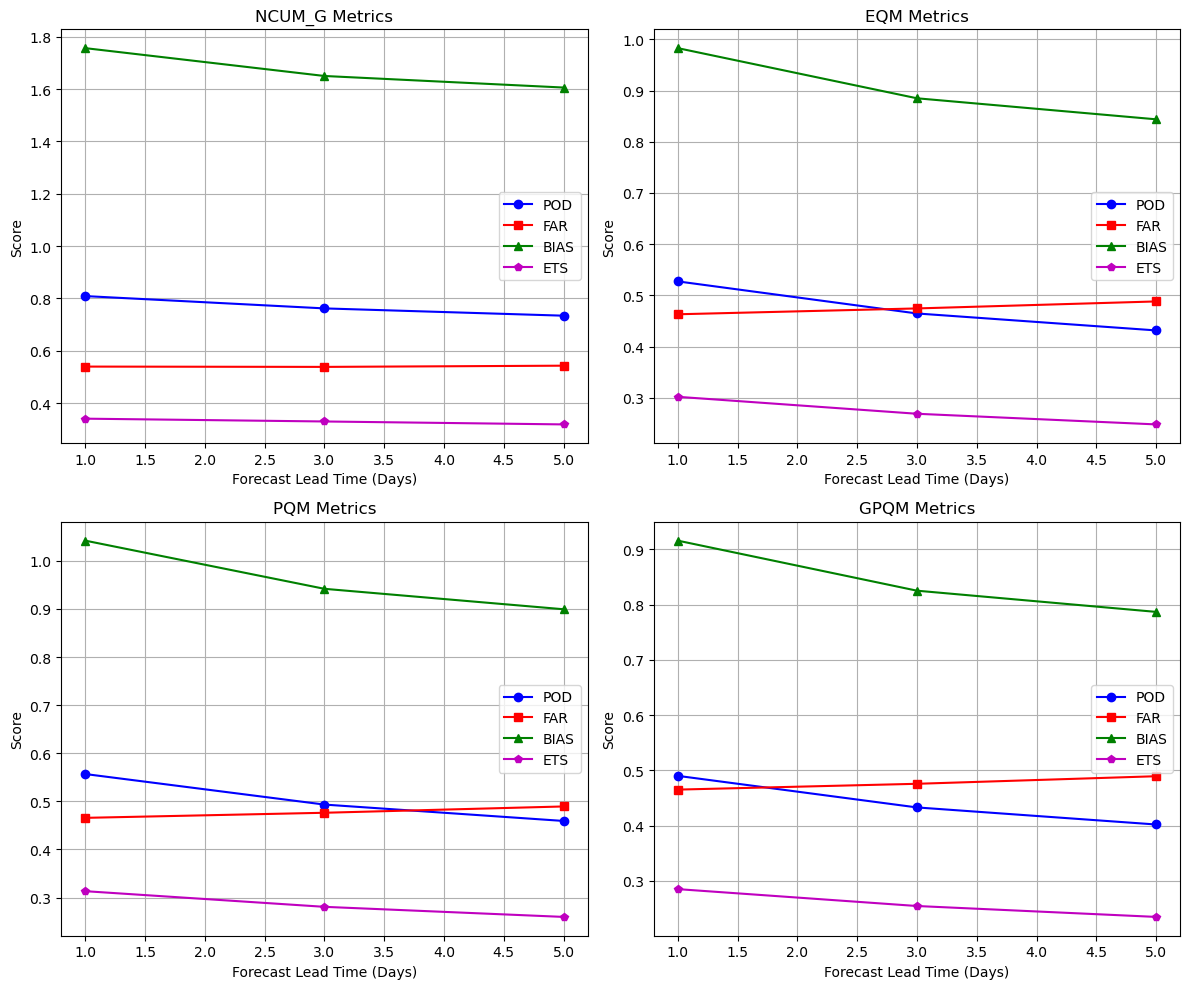 NCUM_G Metrics
1.8
1.6
1.4
1.2
1.0
0.8
0.6
0.4
Score
POD
FAR
BIAS
ETS
1.0 1.5 2.0 2.5 3.0 3.5 4.0 4.5 5.0
Forecast Lead Time (Days)
EQM Metrics
1.0
0.9
0.8
0.7
0.6
0.5
0.4
0.3
Score
POD
FAR
BIAS
ETS
1.0 1.5 2.0 2.5 3.0 3.5 4.0 4.5 5.0
Forecast Lead Time (Days)
PQM Metrics
1.0
0.9
0.8
0.7
0.6
0.5
0.4
0.3
Score
POD
FAR
BIAS
ETS
1.0 1.5 2.0 2.5 3.0 3.5 4.0 4.5 5.0
Forecast Lead Time (Days)
GPQM Metrics
0.9
0.8
0.7
0.6
0.5
0.4
0.3
Score
POD
FAR
BIAS
ETS
1.0 1.5 2.0 2.5 3.0 3.5 4.0 4.5 5.0
Forecast Lead Time (Days)